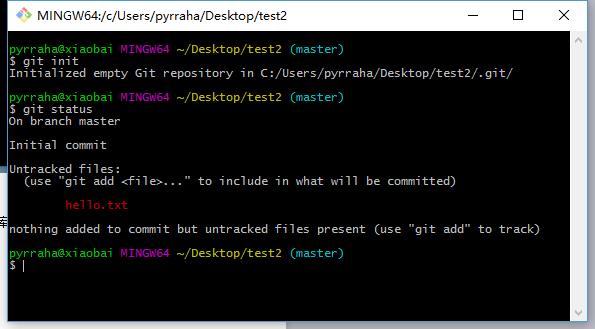 MINGW64:/c/Users/pyrraha/Desktop/test2
pyrraha@xiaobai MINGW64 ~/Desktop/test2 (master)
$ git init
Initialized empty Git repository in C:/Users/pyrraha/Desktop/test2/.git/
pyrraha@xiaobai MINGW64 ~/Desktop/test2 (master)
$ git status
On branch master
Initial commit
Untracked files:
(use "git add <file>..." to include in what will be committed)
hello.txt
nothing added to commit but untracked files present (use "git add" to track)
pyrraha@xiaobai MINGW64 ~/Desktop/test2 (master)
$